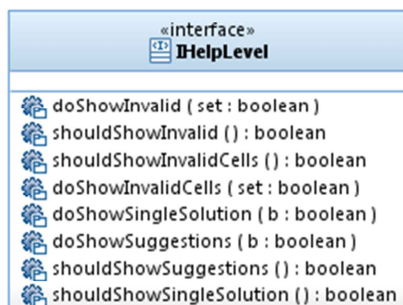 «interface»
IHelpLevel
doShowInvalid ( set : boolean )
shouldShowInvalid () : boolean
shouldShowInvalidCells () : boolean
doShowInvalidCells ( set : boolean )
doShowSingleSolution ( b : boolean )
doShowSuggestions ( b : boolean )
shouldShowSuggestions () : boolean
shouldShowSingleSolution () : boolean